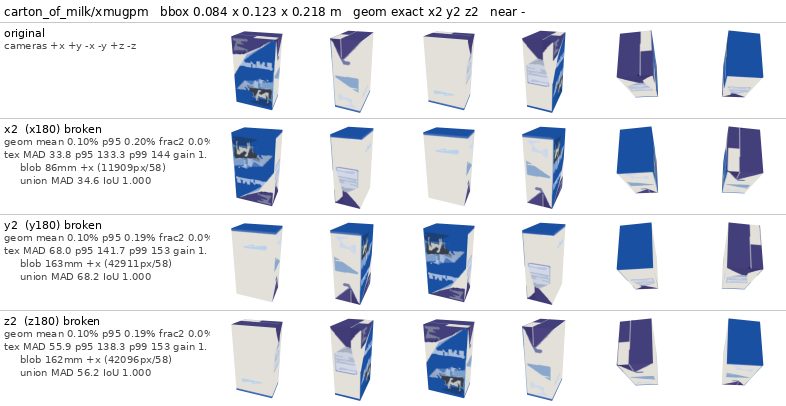 carton_of_milk/xmugpm bbox 0.084 x 0.123 x 0.218 m geom exact x2 y2 z2 near -
original
cameras +x +y -x -y +z -z
x2 (x180) broken
geom mean 0.10% p95 0.20% frac2 0.0%
tex MAD 33.8 p95 133.3 p99 144 gain 1.
blob 86mm +x (11909px/58)
union MAD 34.6 IoU 1.000
y2 (y180) broken
geom mean 0.10% p95 0.19% frac2 0.0%
tex MAD 68.0 p95 141.7 p99 153 gain 1.
blob 163mm +x (42911px/58)
union MAD 68.2 IoU 1.000
z2 (z180) broken
geom mean 0.10% p95 0.19% frac2 0.0%
tex MAD 55.9 p95 138.3 p99 153 gain 1.
blob 162mm +x (42096px/58)
union MAD 56.2 IoU 1.000